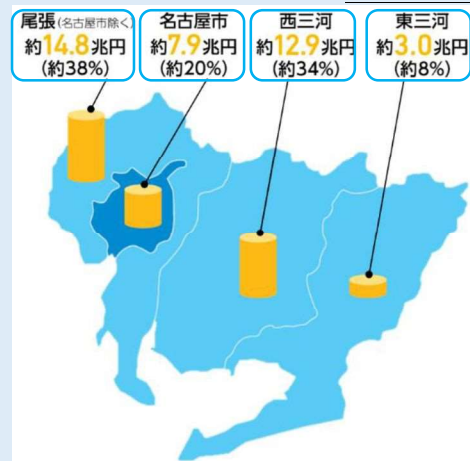 尾張(名古屋市除く)
約14.8兆円
(約38%)
名古屋市
約7.9兆円
(約20%)
西三河
約12.9兆円
(約34%)
東三河
約3.0兆円
(約8%)